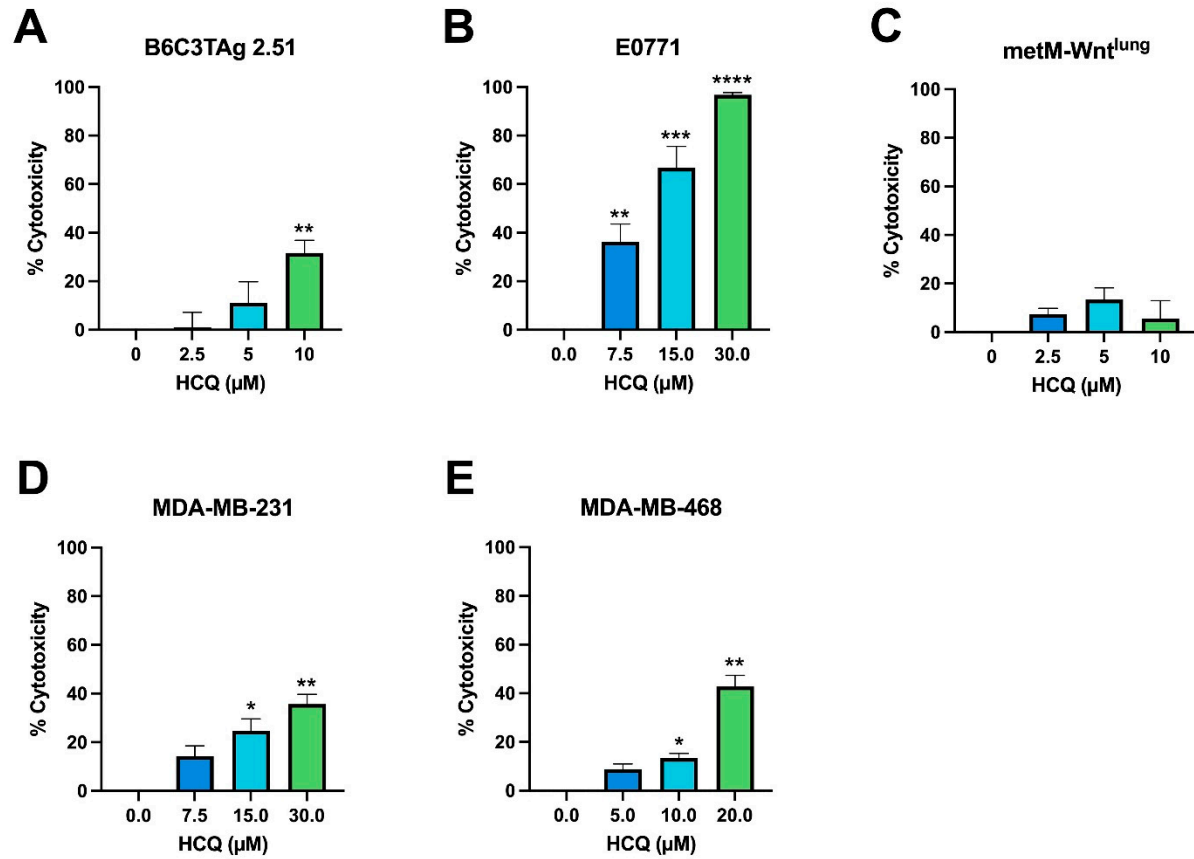 A
B6C3TAg 2.51
% Cytotoxicity
100
80
60
40
20
0
**
0 2.5 5 10
HCQ (µM)
B
E0771
% Cytotoxicity
100
80
60
40
20
0
** *** ****
0.0 7.5 15.0 30.0
HCQ (µM)
C
metM-Wntlung
% Cytotoxicity
100
80
60
40
20
0
0 2.5 5 10
HCQ (µM)
D
MDA-MB-231
% Cytotoxicity
100
80
60
40
20
0
* **
0.0 7.5 15.0 30.0
HCQ (µM)
E
MDA-MB-468
% Cytotoxicity
100
80
60
40
20
0
* **
0.0 5.0 10.0 20.0
HCQ (µM)